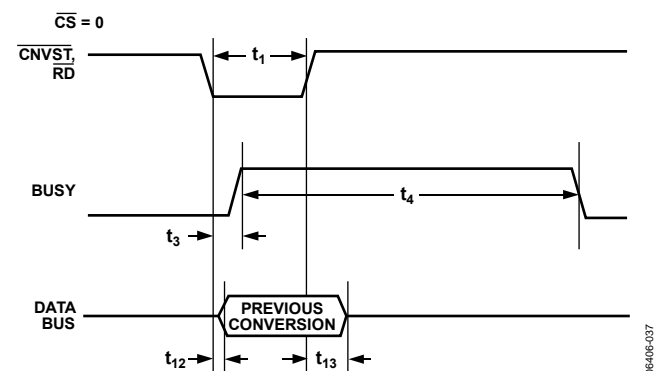 CS = 0
CNVST,
RD
t1
BUSY
t4
t3
DATA
BUS
PREVIOUS
CONVERSION
t12
t13
06406-037